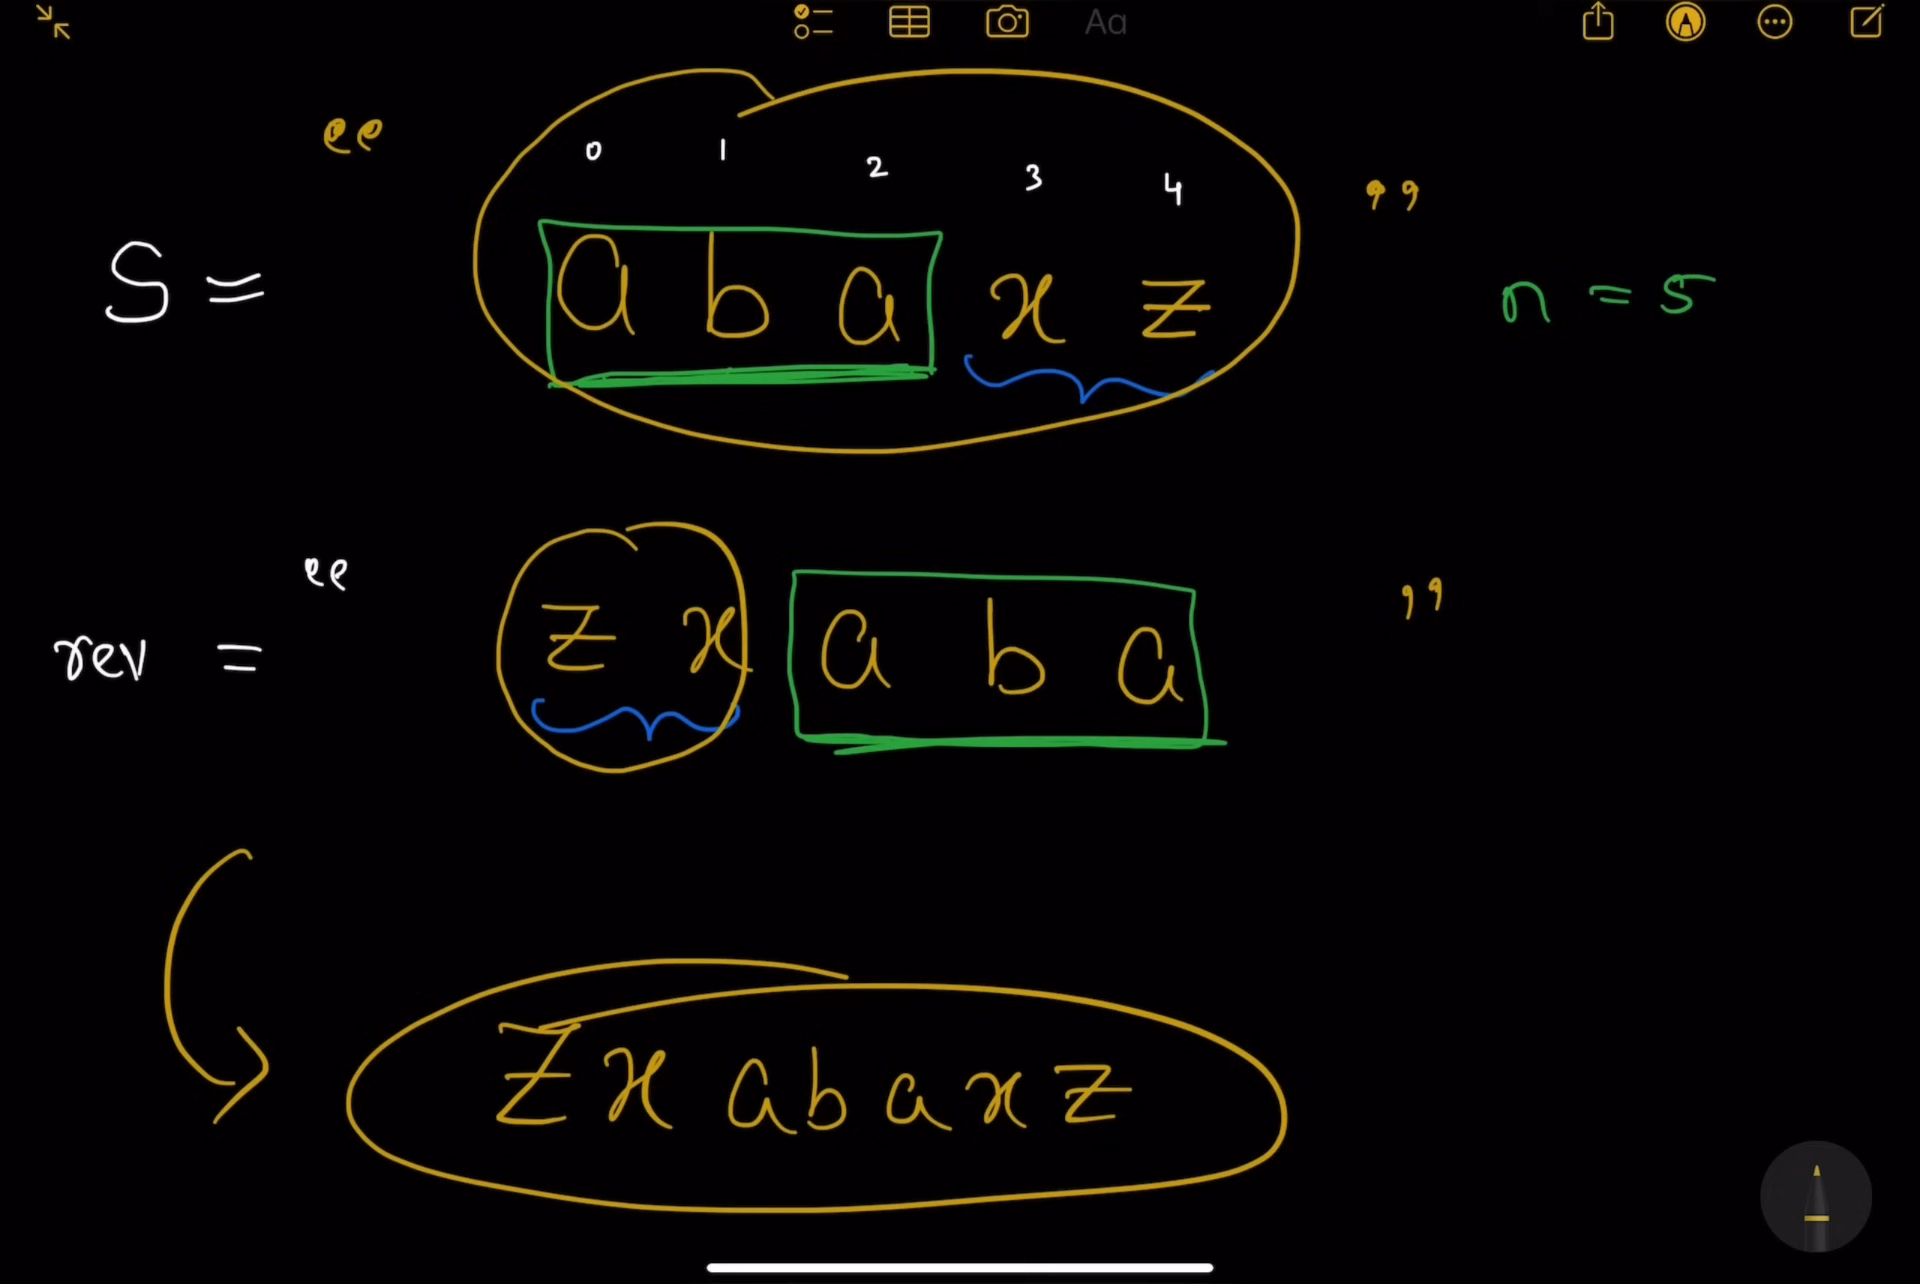 Aa
0 1 2 3 4
S = “ a b a x z ” n = 5
rev = “ z x a b a ”
z x a b a x z